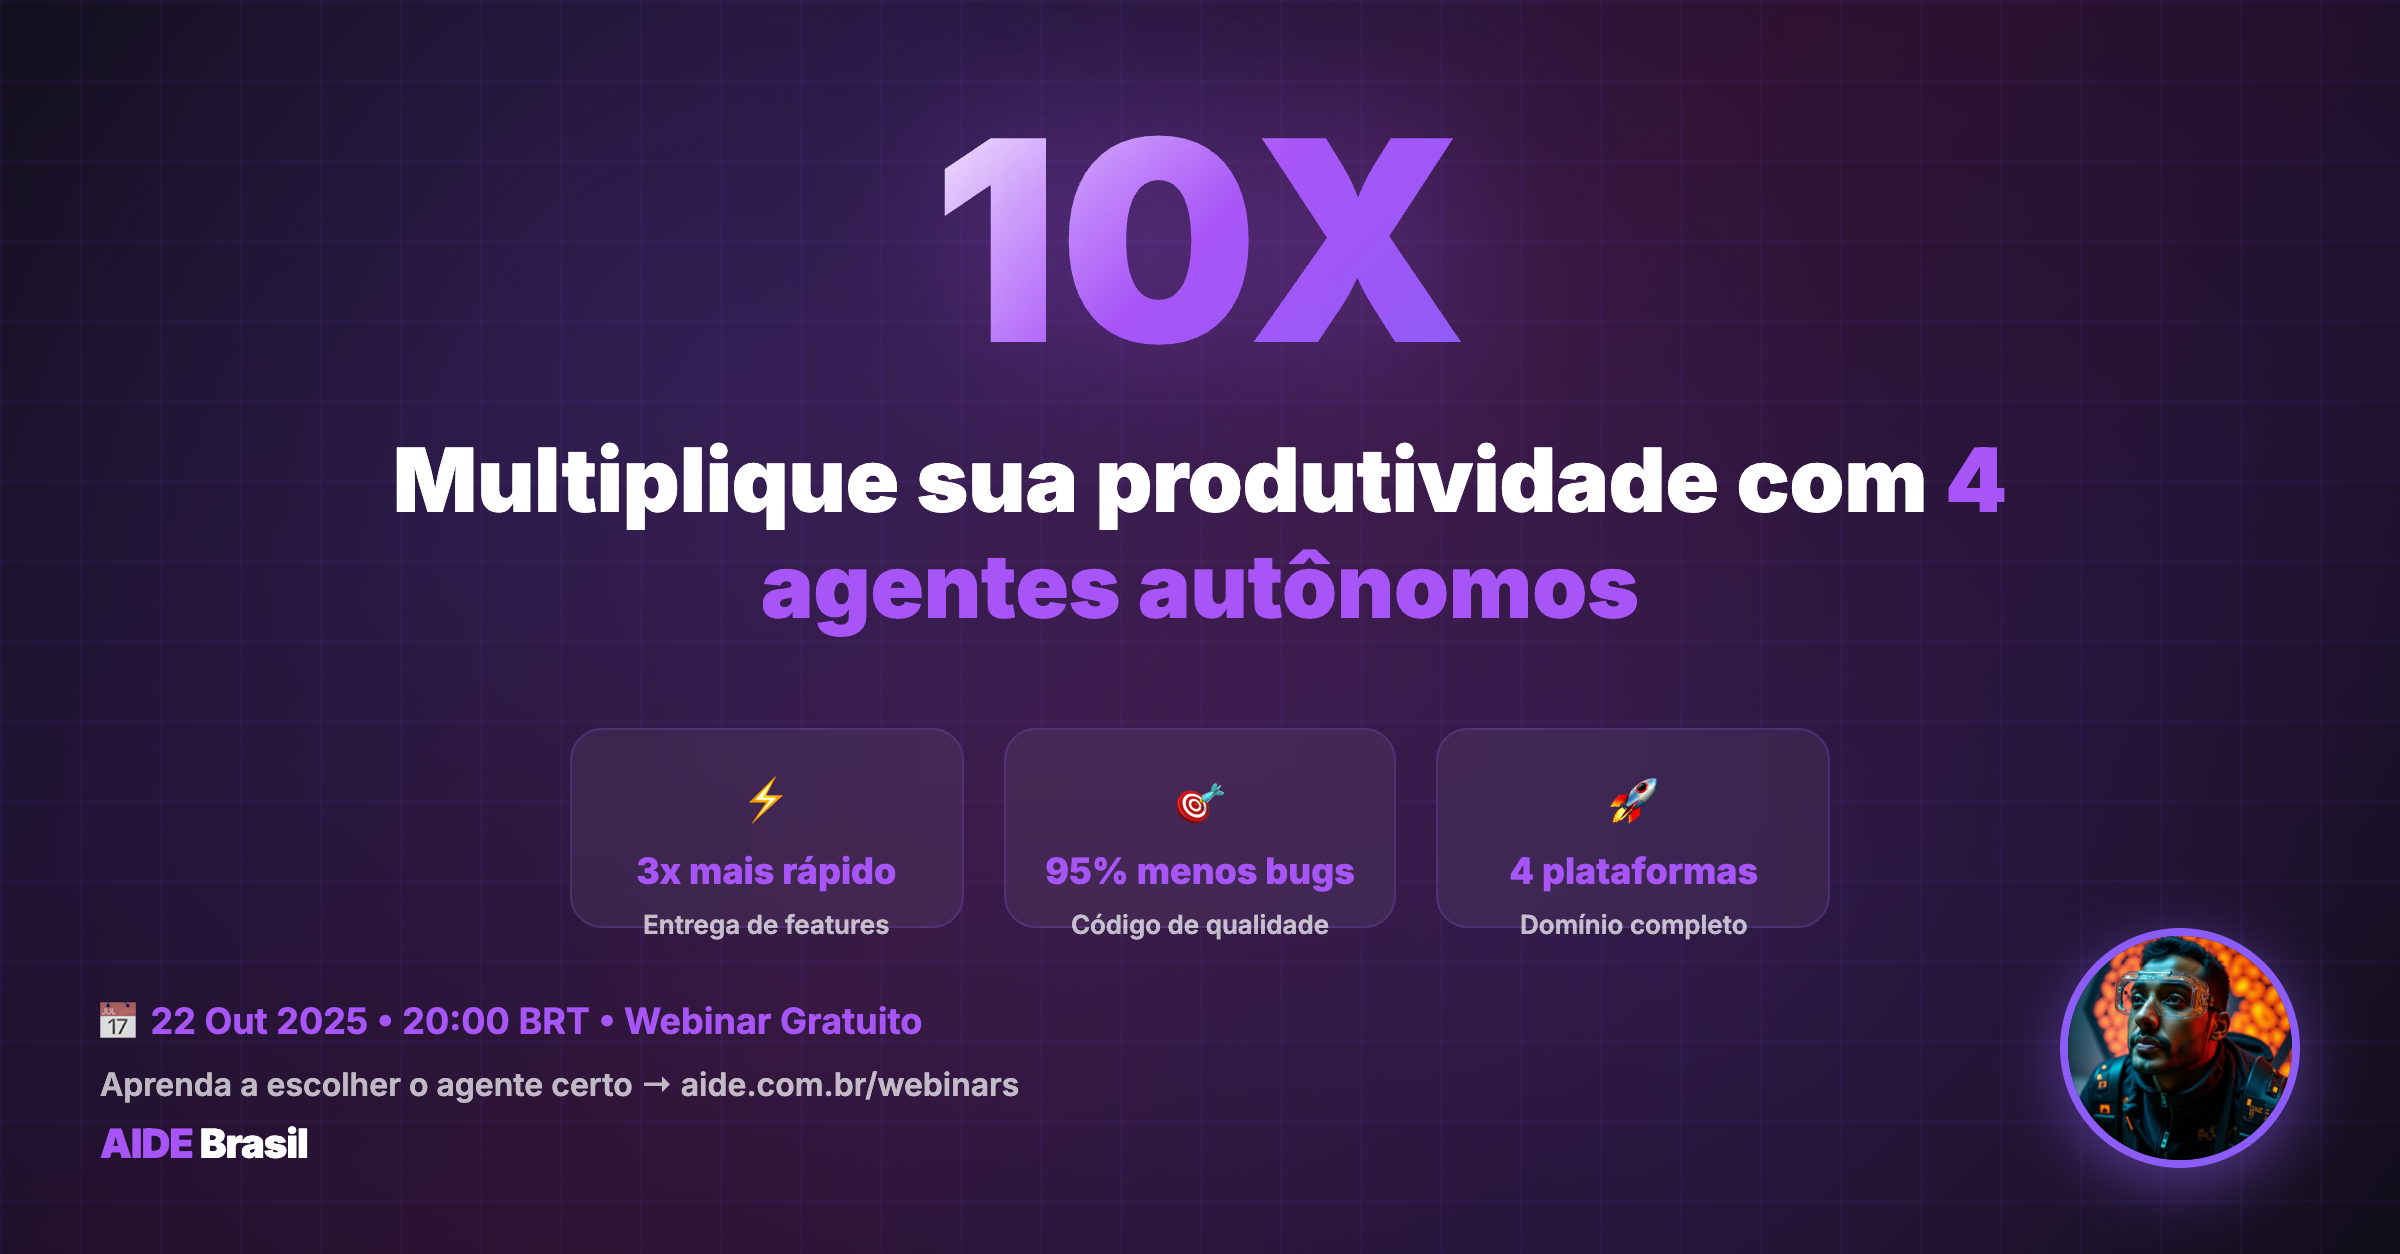 10X
Multiplique sua produtividade com 4
agentes autônomos
⚡
3x mais rápido
Entrega de features
🎯
95% menos bugs
Código de qualidade
🚀
4 plataformas
Domínio completo
📅 22 Out 2025 • 20:00 BRT • Webinar Gratuito
Aprenda a escolher o agente certo → aide.com.br/webinars
AIDE Brasil